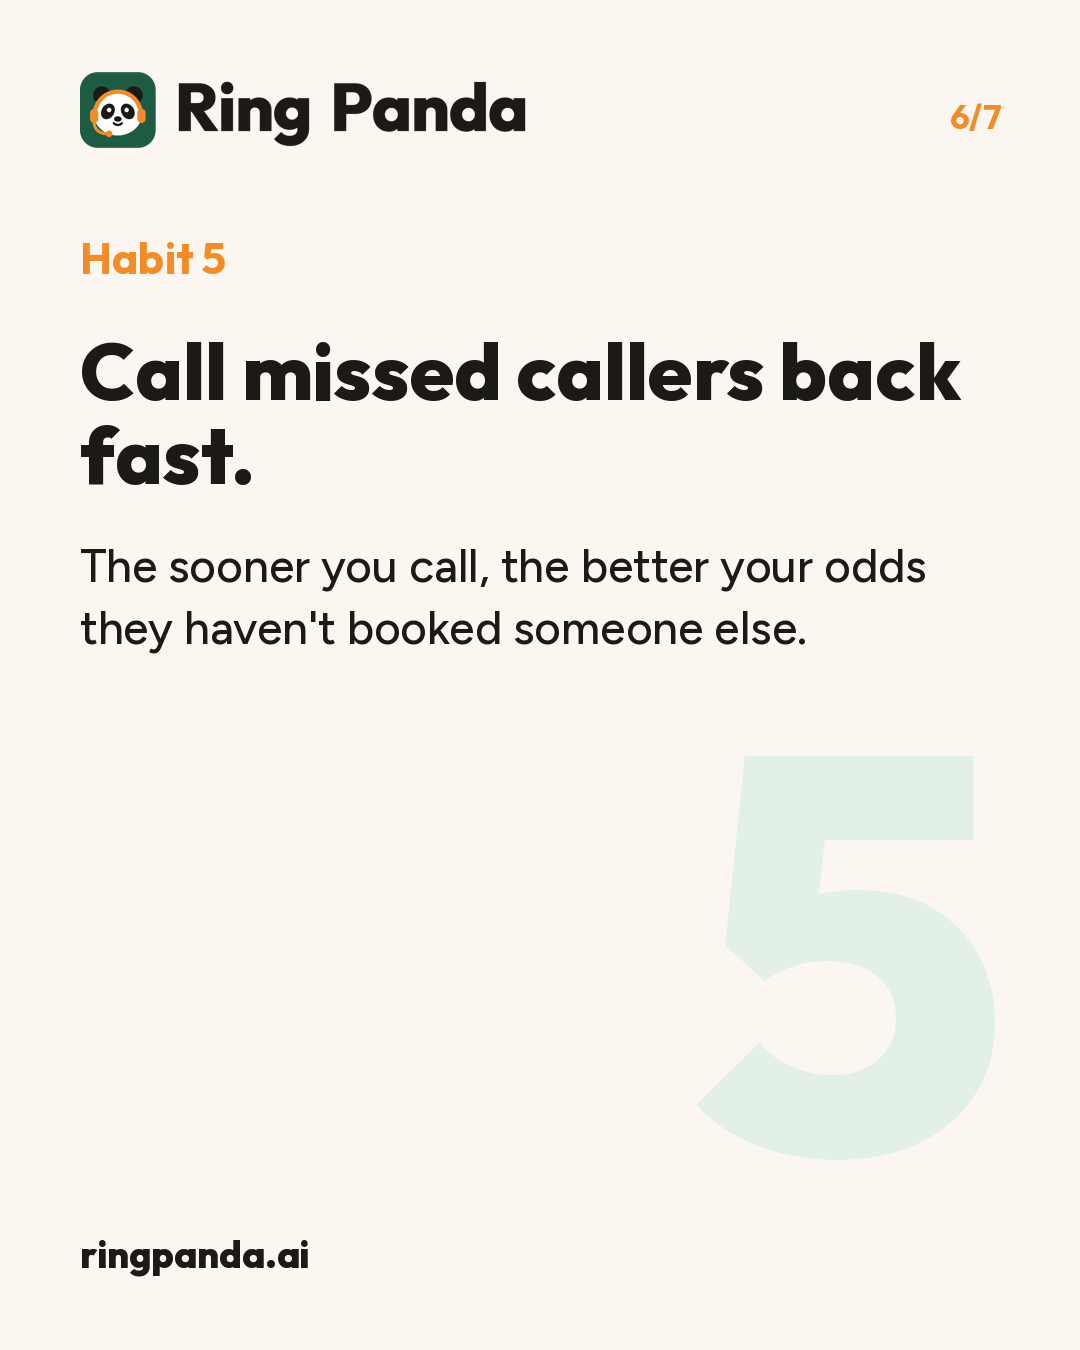 Ring Panda
6/7
Habit 5
Call missed callers back
fast.
The sooner you call, the better your odds
they haven't booked someone else.
5
ringpanda.ai